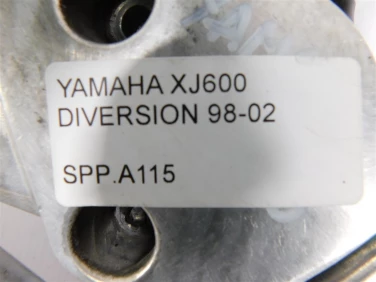 YAMAHA XJ600
DIVERSION 98-02
SPP.A115